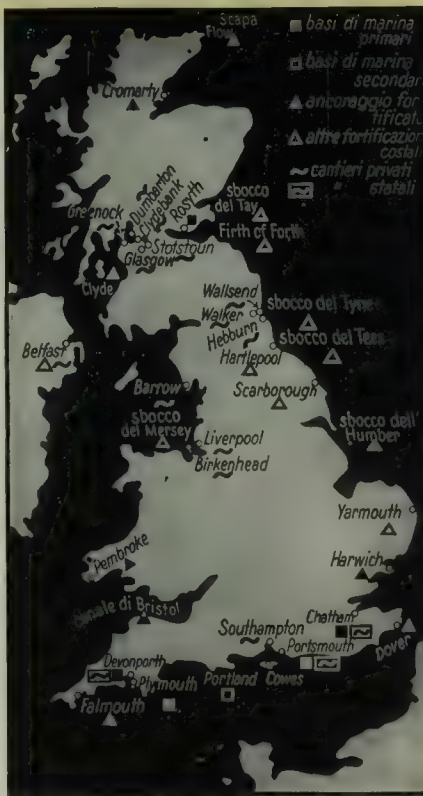 Scapa
Flow
basi di marina
primari
basi di marina
secondar
ancoraggio for
tificato
altre fortificazion
costali
cantieri privati
" statali
Cromarty
Dumbarton
Clydebank
Rosyth
Greenock
sbocco
del Tay
Stotstoun
Firth of Forth
Glasgow
Clyde
Wallsend
Walker
Hebburn
sbocco del Tyne
sbocco del Tees
Belfast
Hartlepool
Barrow
Scarborough
sbocco
del Mersey
sbocco dell'
Humber
Liverpool
Birkenhead
Yarmouth
Pembroke
Harwich
Canale di Bristol
Chatham
Southampton
Portsmouth
Dover
Devonporth
Plymouth
Portland
Cowes
Falmouth